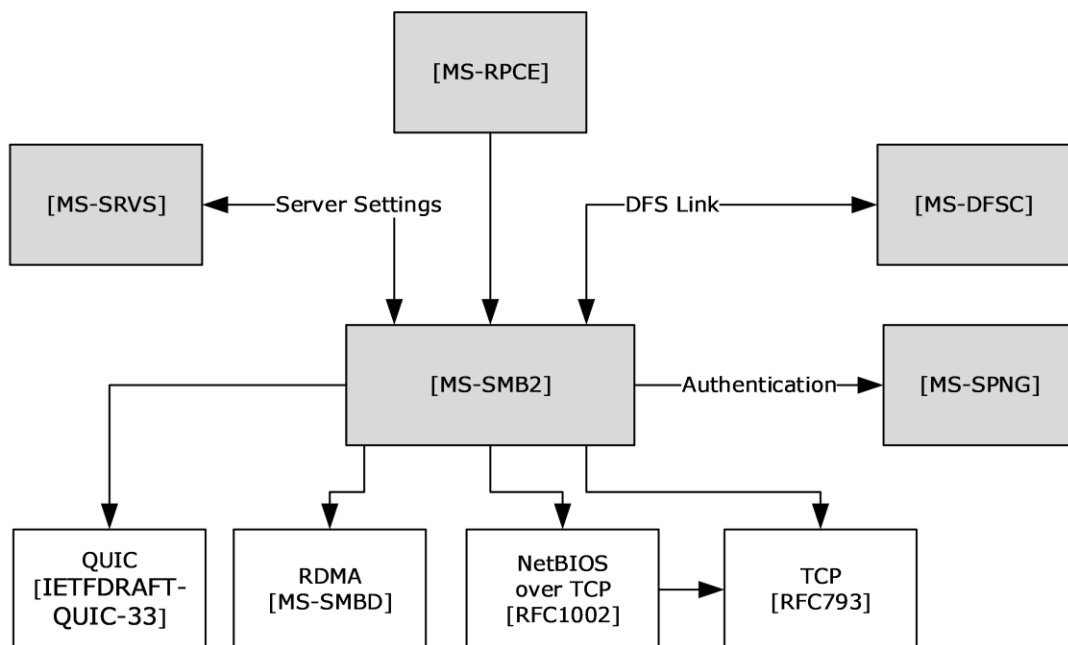 [MS-RPCE]
[MS-SRVS]
Server Settings
DFS Link
[MS-DFSC]
[MS-SMB2]
Authentication
[MS-SPNG]
QUIC
[IETFDRAFT-
QUIC-33]
RDMA
[MS-SMBD]
NetBIOS
over TCP
[RFC1002]
TCP
[RFC793]